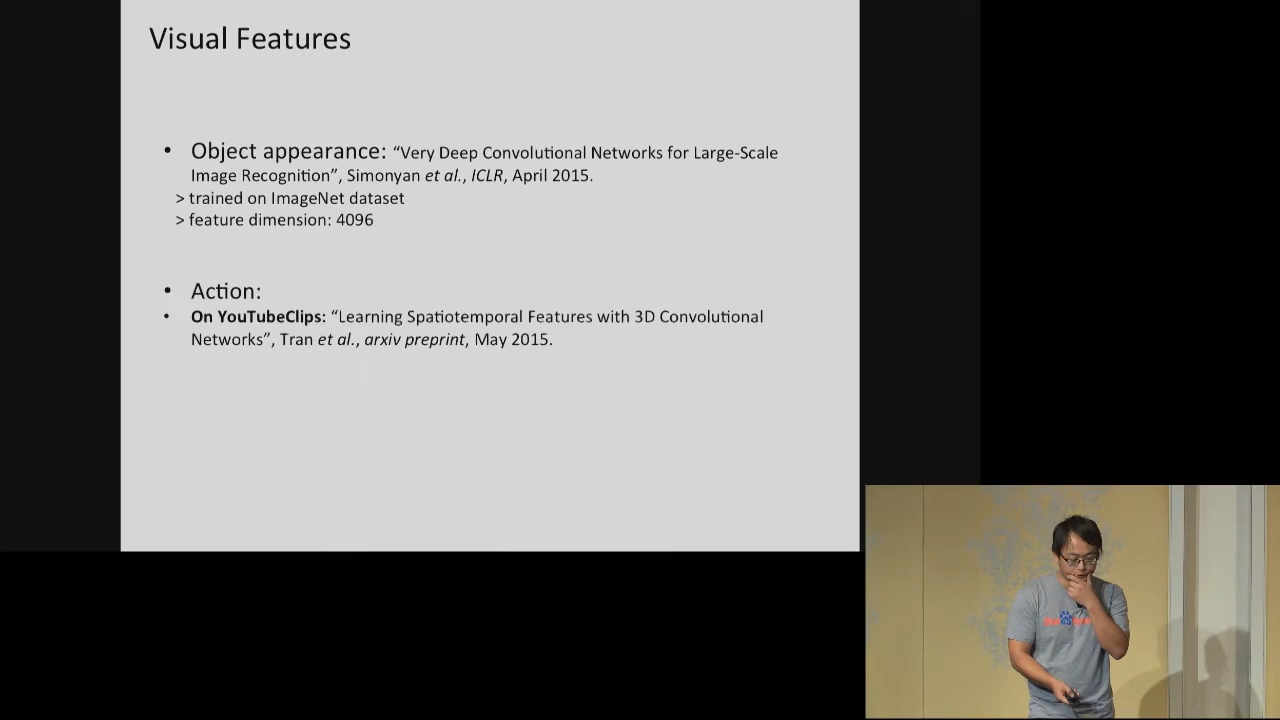 Visual Features
• Object appearance: “Very Deep Convolutional Networks for Large-Scale
Image Recognition”, Simonyan et al., ICLR, April 2015.
> trained on ImageNet dataset
> feature dimension: 4096
• Action:
• On YouTubeClips: “Learning Spatiotemporal Features with 3D Convolutional
Networks”, Tran et al., arxiv preprint, May 2015.